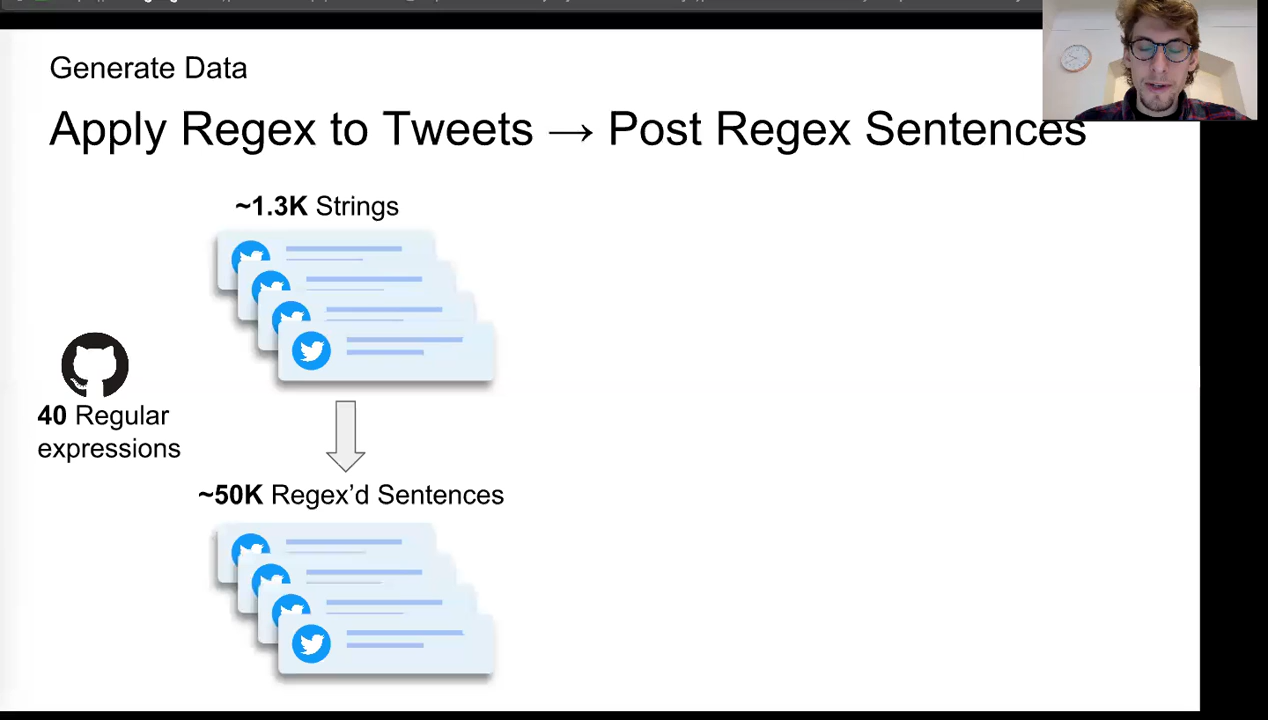 Generate Data
Apply Regex to Tweets → Post Regex Sentences
~1.3K Strings
40 Regular
expressions
~50K Regex’d Sentences